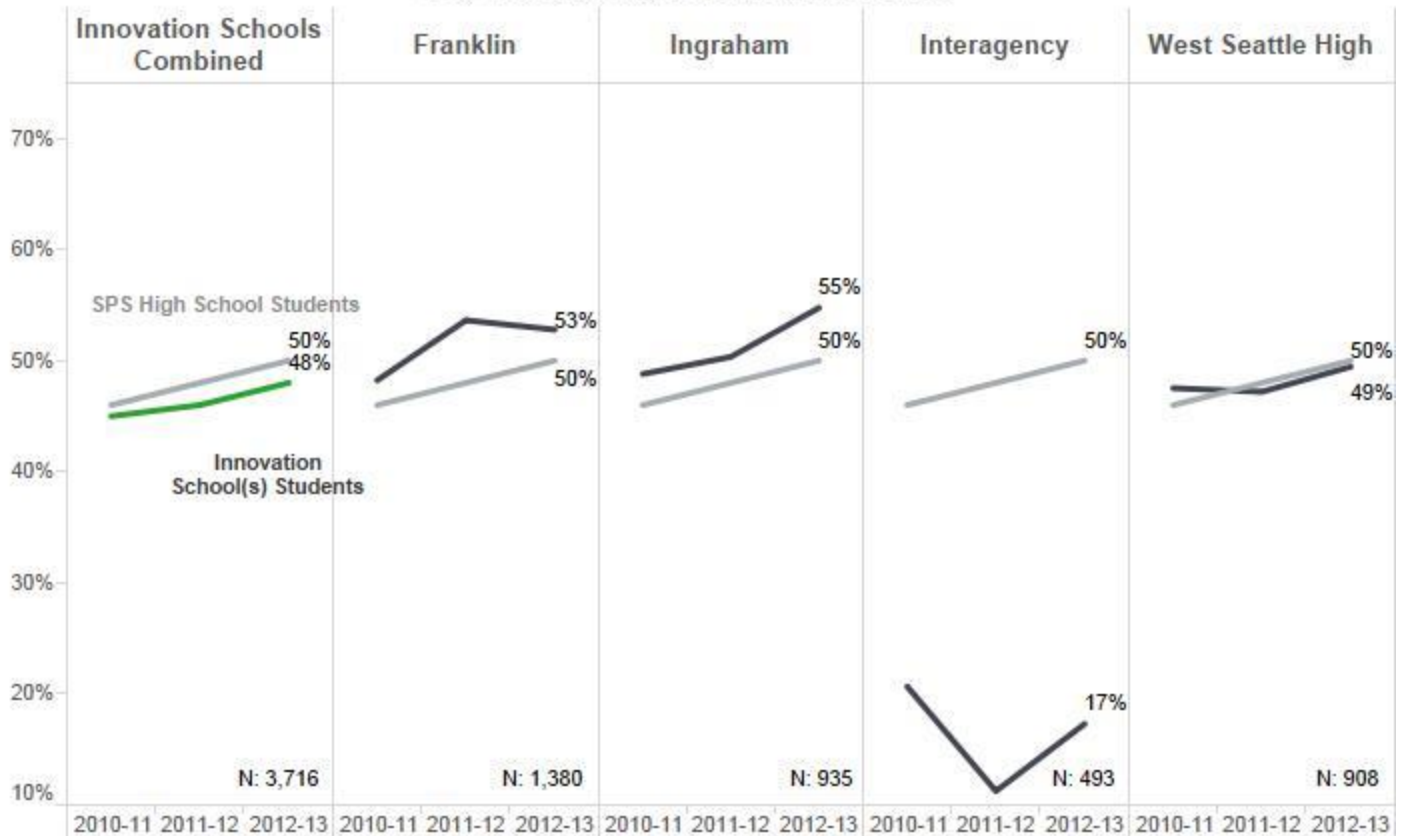 Innovation Schools
Combined
Franklin
Ingraham
Interagency
West Seattle High
70%
60%
50%
40%
30%
20%
10%
SPS High School Students
50%
48%
Innovation
School(s) Students
N: 3,716
53%
50%
N: 1,380
55%
50%
N: 935
50%
17%
N: 493
50%
49%
N: 908
2010-11 2011-12 2012-13 2010-11 2011-12 2012-13 2010-11 2011-12 2012-13 2010-11 2011-12 2012-13 2010-11 2011-12 2012-13